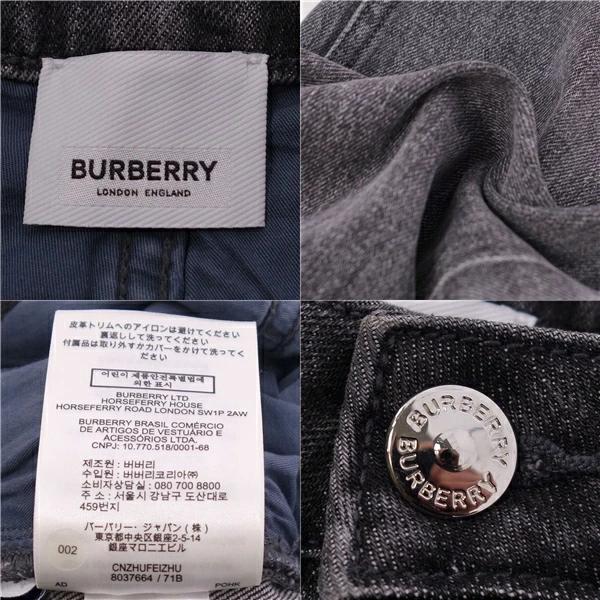 BURBERRY
LONDON ENGLAND
皮革トリムへのアイロンは避けてください
裏返しして洗ってください
付属品は取り外すかカバーをかけて洗ってください
어린이 제품안전특별법에
의한 표시
BURBERRY LTD
HORSEFERRY HOUSE
HORSEFERRY ROAD LONDON SW1P 2AW
BURBERRY BRASIL COMÉRCIO
DE ARTIGOS DE VESTUÁRIO E
ACESSÓRIOS LTDA.
CNPJ: 10.770.518/0001-68
제조원 : 버버리
수입원 : 버버리코리아㈜
소비자상담실 : 080 700 8800
주 소 : 서울시 강남구 도산대로
459번지
バーバリー・ジャパン(株)
東京都中央区銀座2-5-14
銀座マロニエビル
002
CNZHUFEIZHU
8037664 / 71B
AD
POHK
BURBERRY
BURBERRY